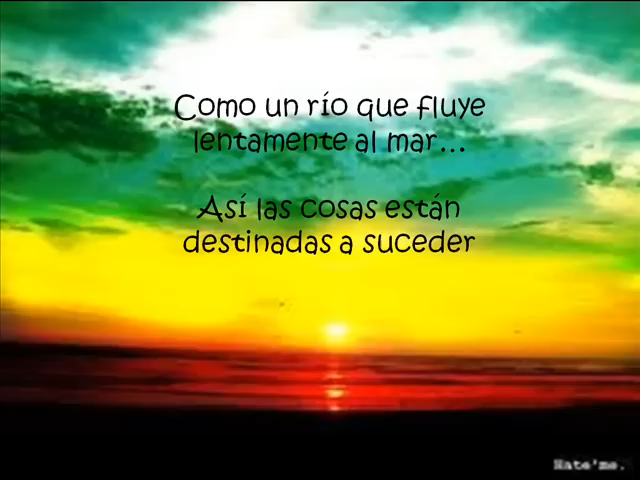 Como un río que fluye
lentamente al mar...
Así las cosas están
destinadas a suceder
Hate'me.